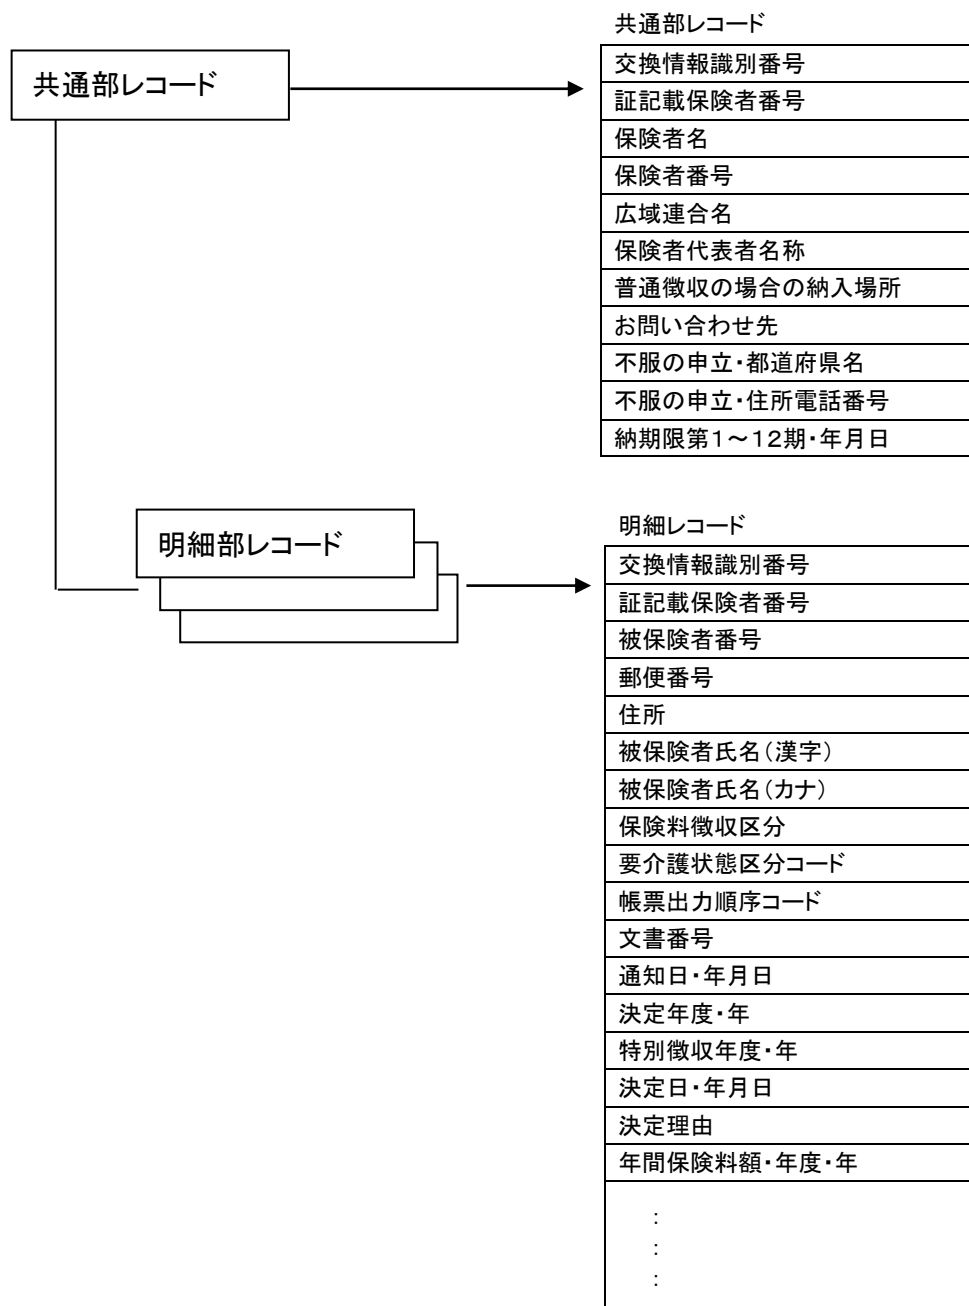 共通部レコード
共通部レコード
交換情報識別番号
証記載保険者番号
保険者名
保険者番号
広域連合名
保険者代表者名称
普通徴収の場合の納入場所
お問い合わせ先
不服の申立・都道府県名
不服の申立・住所電話番号
納期限第1～12期・年月日
明細部レコード
明細レコード
交換情報識別番号
証記載保険者番号
被保険者番号
郵便番号
住所
被保険者氏名(漢字)
被保険者氏名(カナ)
保険料徴収区分
要介護状態区分コード
帳票出力順序コード
文書番号
通知日・年月日
決定年度・年
特別徴収年度・年
決定日・年月日
決定理由
年間保険料額・年度・年
:
:
: